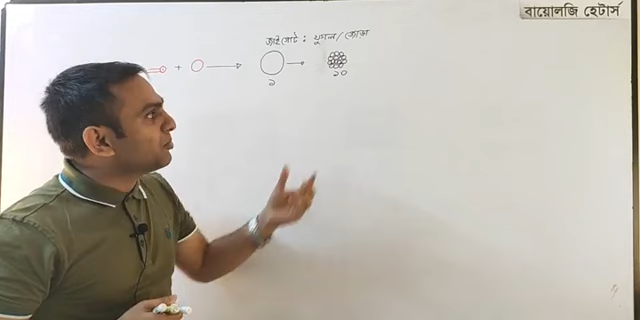 বায়োলজি হেটার্স
জাইগোট : যুগল / জোড়া
+
১ ১০